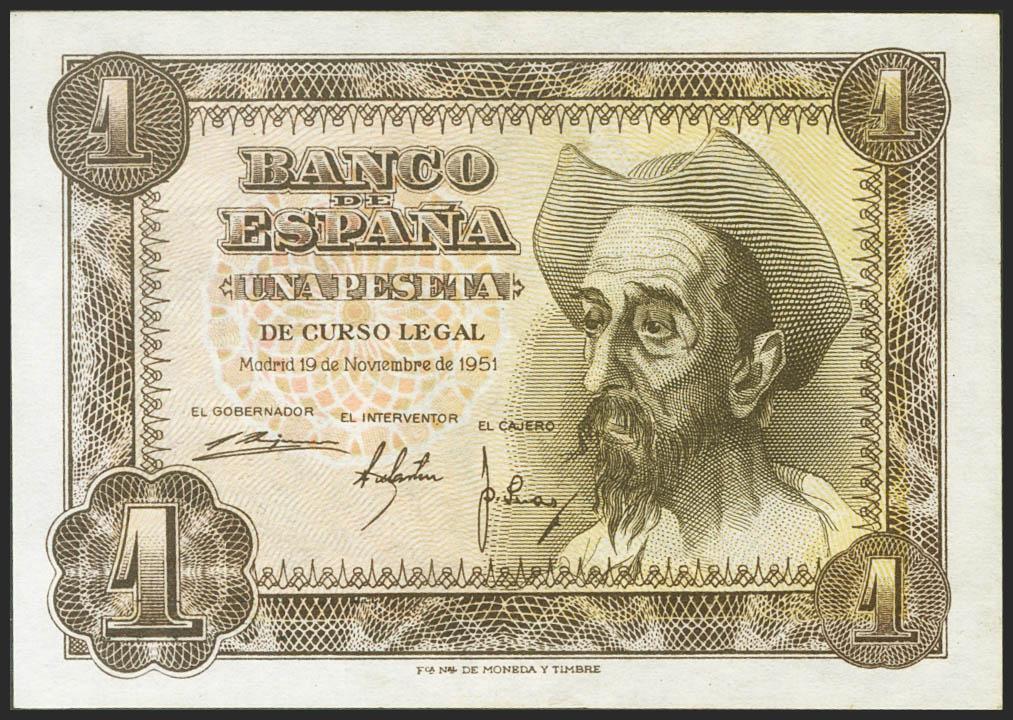 1 1
BANCO
DE
ESPAÑA
UNA PESETA
DE CURSO LEGAL
Madrid 19 de Noviembre de 1951
EL GOBERNADOR EL INTERVENTOR EL CAJERO
1 1
Fca Nal DE MONEDA Y TIMBRE